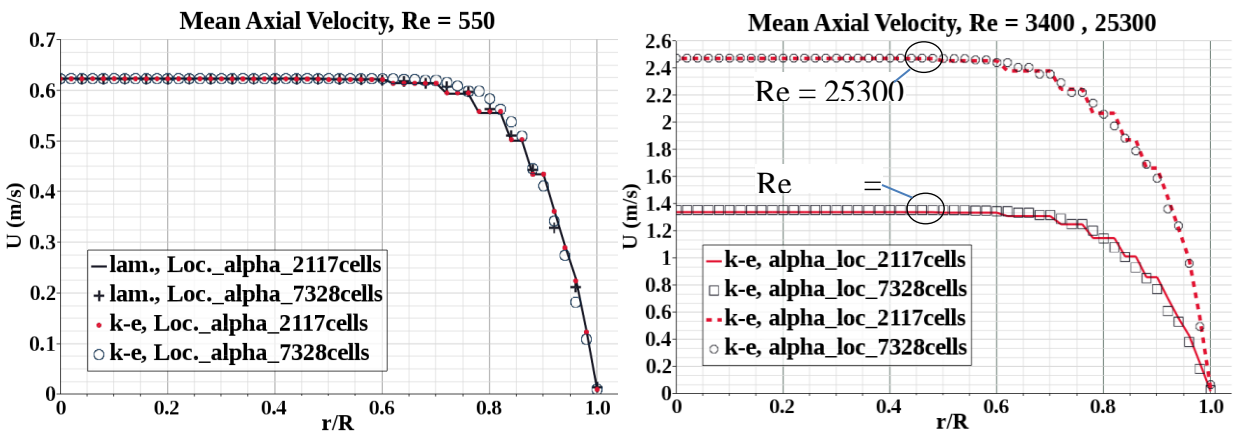 Mean Axial Velocity, Re = 550
0.7
0.6
0.5
0.4
0.3
0.2
0.1
0
U (m/s)
lam., Loc._alpha_2117cells
lam., Loc._alpha_7328cells
k-e, Loc._alpha_2117cells
k-e, Loc._alpha_7328cells
0 0.2 0.4 0.6 0.8 1.0
r/R
Mean Axial Velocity, Re = 3400 , 25300
2.6
2.4
2.2
2
1.8
1.6
1.4
1.2
1
0.8
0.6
0.4
0.2
0
U (m/s)
Re = 25300
Re =
k-e, alpha_loc_2117cells
k-e, alpha_loc_7328cells
k-e, alpha_loc_2117cells
k-e, alpha_loc_7328cells
0 0.2 0.4 0.6 0.8 1.0
r/R